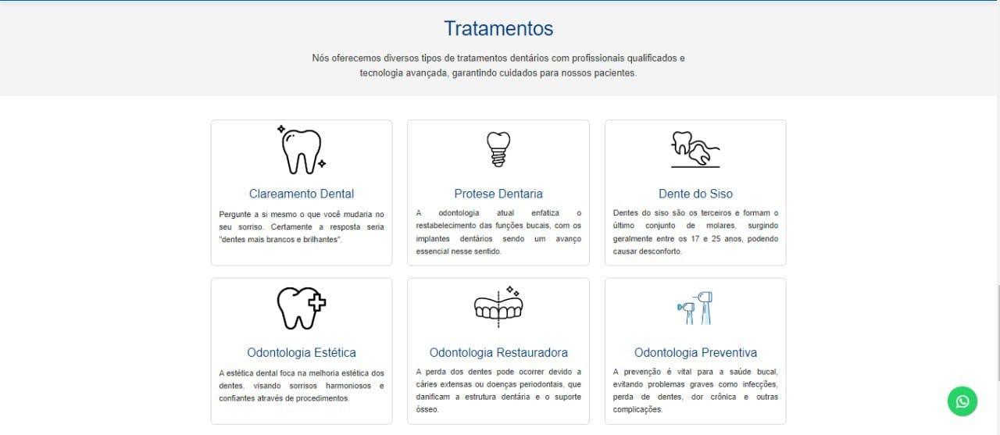 Tratamentos
Nós oferecemos diversos tipos de tratamentos dentários com profissionais qualificados e
tecnologia avançada, garantindo cuidados para nossos pacientes.
Clareamento Dental
Pergunte a si mesmo o que você mudaria no
seu sorriso. Certamente a resposta seria
"dentes mais brancos e brilhantes".
Protese Dentaria
A odontologia atual enfatiza o
restabelecimento das funções bucais, com os
implantes dentários sendo um avanço
essencial nesse sentido.
Dente do Siso
Dentes do siso são os terceiros e formam o
último conjunto de molares, surgindo
geralmente entre os 17 e 25 anos, podendo
causar desconforto.
Odontologia Estética
A estética dental foca na melhoria estética dos
dentes, visando sorrisos harmoniosos e
confiantes através de procedimentos.
Odontologia Restauradora
A perda dos dentes pode ocorrer devido a
cáries extensas ou doenças periodontais, que
danificam a estrutura dentária e o suporte
ósseo.
Odontologia Preventiva
A prevenção é vital para a saúde bucal,
evitando problemas graves como infecções,
perda de dentes, dor crônica e outras
complicações.